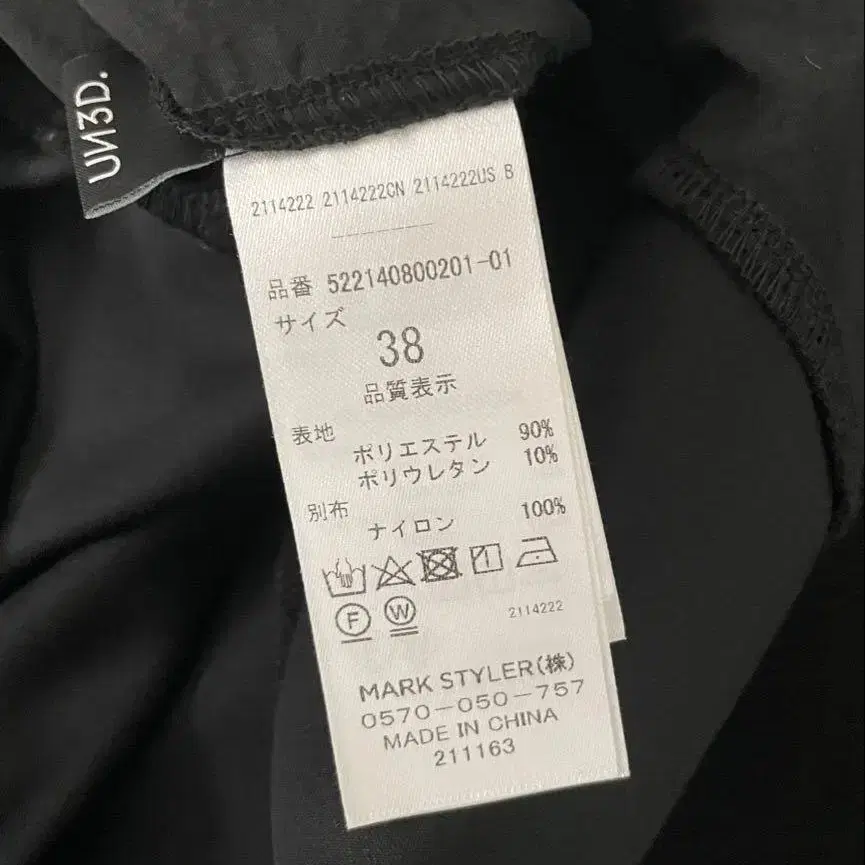 UN3D.
2114222 2114222CN 2114222US B
品番 522140800201-01
サイズ
38
品質表示
表地
ポリエステル 90%
ポリウレタン 10%
別布
ナイロン 100%
F W
2114222
MARK STYLER(株)
0570-050-757
MADE IN CHINA
211163